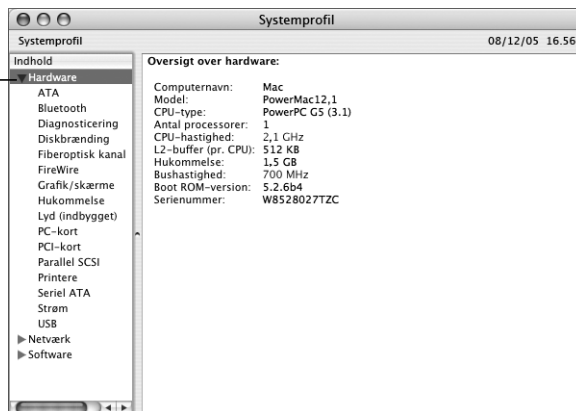 Systemprofil
Systemprofil 08/12/05 16.56
Indhold
Hardware
ATA
Bluetooth
Diagnosticering
Diskbrænding
Fiberoptisk kanal
FireWire
Grafik/skærme
Hukommelse
Lyd (indbygget)
PC-kort
PCI-kort
Parallel SCSI
Printere
Seriel ATA
Strøm
USB
Netværk
Software
Oversigt over hardware:
Computernavn: Mac
Model: PowerMac12,1
CPU-type: PowerPC G5 (3.1)
Antal processorer: 1
CPU-hastighed: 2,1 GHz
L2-buffer (pr. CPU): 512 KB
Hukommelse: 1,5 GB
Bushastighed: 700 MHz
Boot ROM-version: 5.2.6b4
Serienummer: W8528027TZC